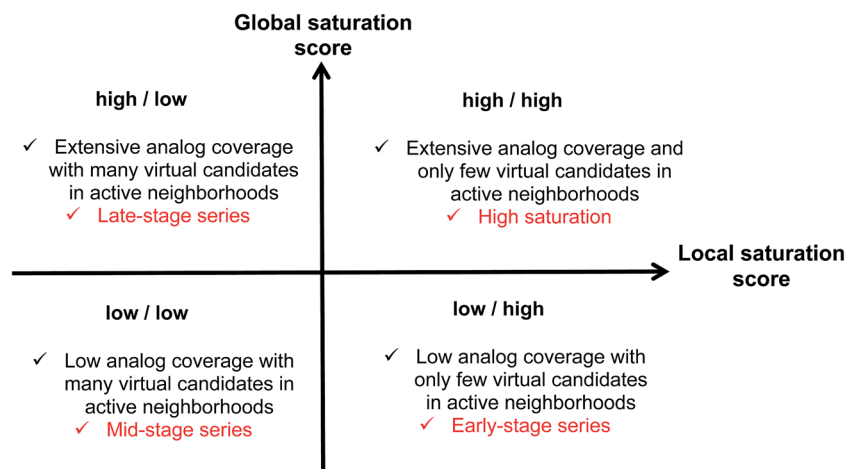 Global saturation
score
high / low
✓ Extensive analog coverage
with many virtual candidates
in active neighborhoods
✓ Late-stage series
high / high
✓ Extensive analog coverage and
only few virtual candidates in
active neighborhoods
✓ High saturation
Local saturation
score
low / low
✓ Low analog coverage with
many virtual candidates in
active neighborhoods
✓ Mid-stage series
low / high
✓ Low analog coverage with
only few virtual candidates
in active neighborhoods
✓ Early-stage series